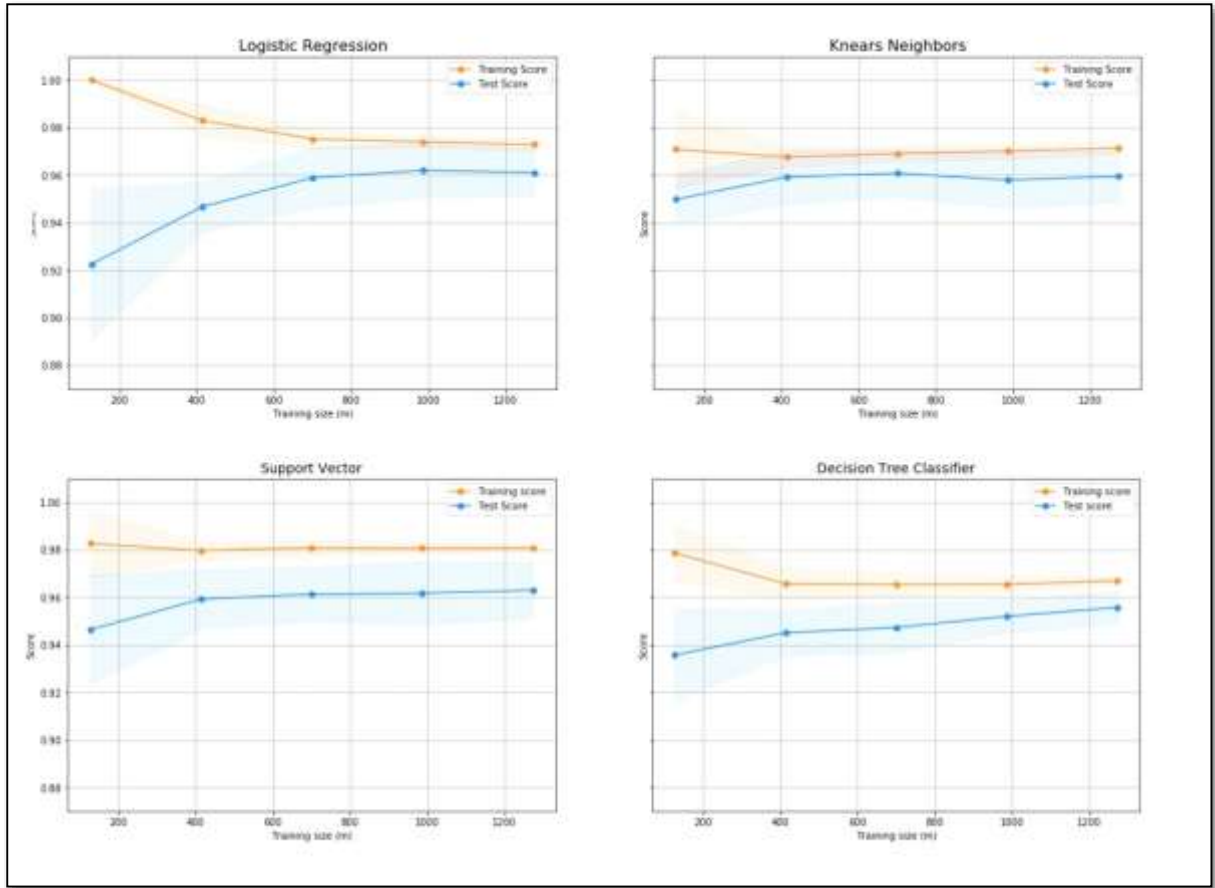 Logistic Regression
Training Score
Test Score
1.00
0.98
0.96
0.94
0.92
0.90
0.88
200 400 600 800 1000 1200
Training size (m)
Knears Neighbors
Training Score
Test Score
Score
200 400 600 800 1000 1200
Training size (m)
Support Vector
Training score
Test Score
1.00
0.98
0.96
0.94
0.92
0.90
0.88
Score
200 400 600 800 1000 1200
Training size (m)
Decision Tree Classifier
Training score
Test score
Score
200 400 600 800 1000 1200
Training size (m)